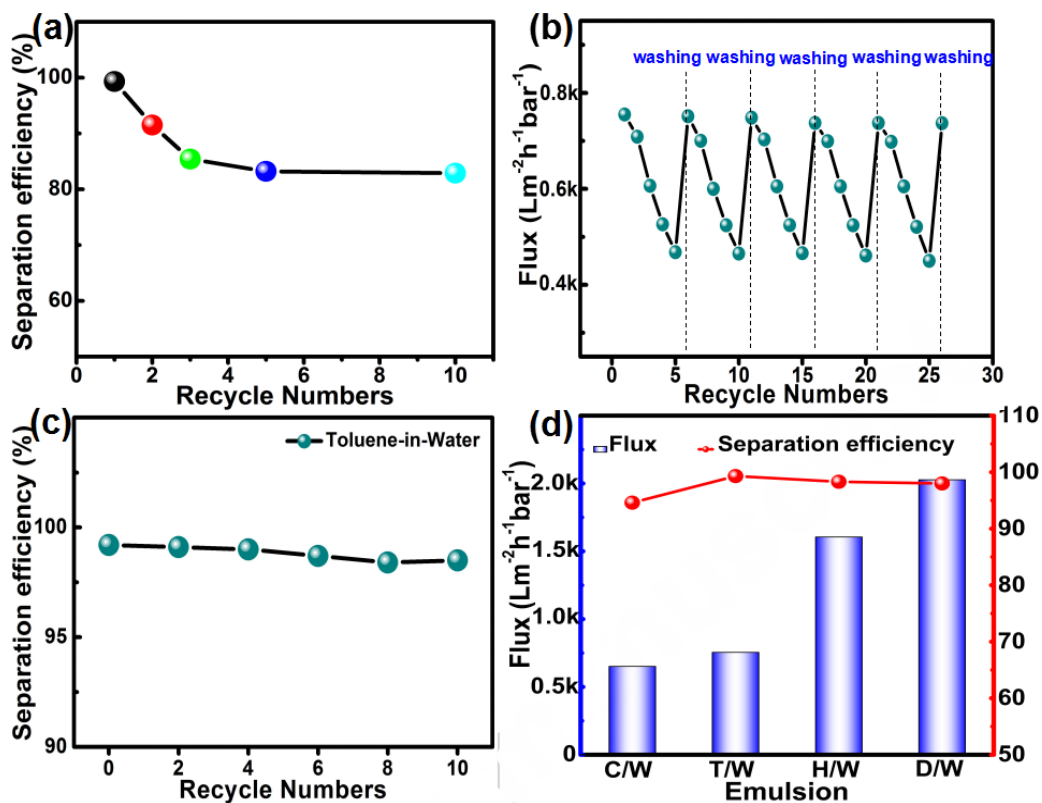 (a)
Separation efficiency (%)
100
80
60
0 2 4 6 8 10
Recycle Numbers
(b)
Flux (Lm-2h-1bar-1)
washing washing washing washing washing
0.8k
0.6k
0.4k
0 5 10 15 20 25 30
Recycle Numbers
(c)
Separation efficiency (%)
Toluene-in-Water
100
95
90
0 2 4 6 8 10
Recycle Numbers
(d)
Flux (Lm-2h-1bar-1)
Flux Separation efficiency
2.0k
1.5k
1.0k
0.5k
0
110
100
90
80
70
60
50
C/W T/W H/W D/W
Emulsion